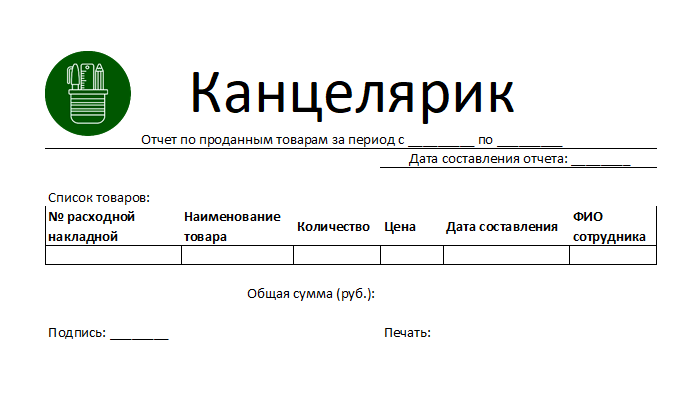 Канцелярик
Отчет по проданным товарам за период с _________ по _________
Дата составления отчета: ________
Список товаров:
№ расходной накладной Наименование товара Количество Цена Дата составления ФИО сотрудника
Общая сумма (руб.):
Подпись: ________ Печать: